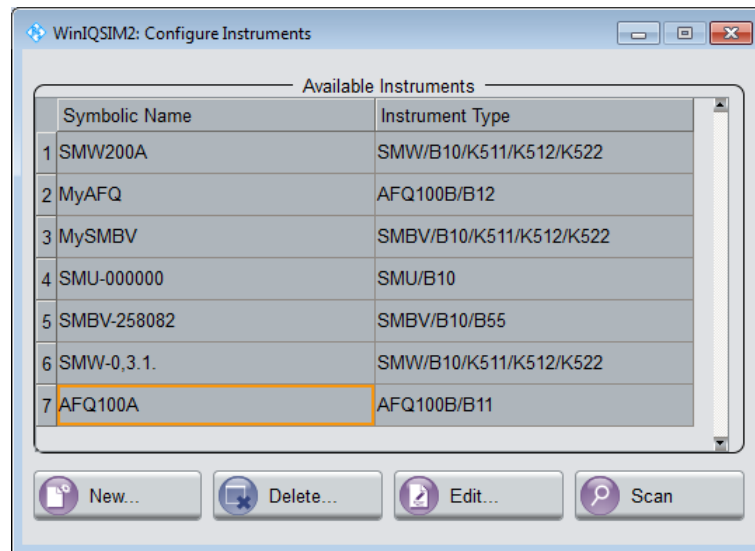 WinIQSIM2: Configure Instruments
Available Instruments
Symbolic Name Instrument Type
1 SMW200A SMW/B10/K511/K512/K522
2 MyAFQ AFQ100B/B12
3 MySMBV SMBV/B10/K511/K512/K522
4 SMU-000000 SMU/B10
5 SMBV-258082 SMBV/B10/B55
6 SMW-0,3.1. SMW/B10/K511/K512/K522
7 AFQ100A AFQ100B/B11
New... Delete... Edit... Scan